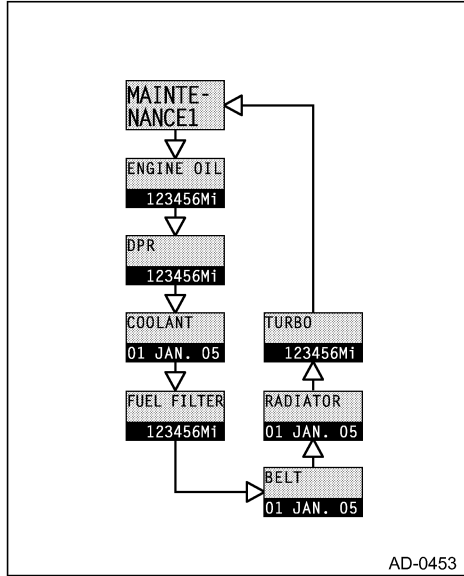 MAINTE-
NANCE1
ENGINE OIL
123456Mi
DPR
123456Mi
COOLANT
01 JAN. 05
FUEL FILTER
123456Mi
BELT
01 JAN. 05
RADIATOR
01 JAN. 05
TURBO
123456Mi
AD-0453